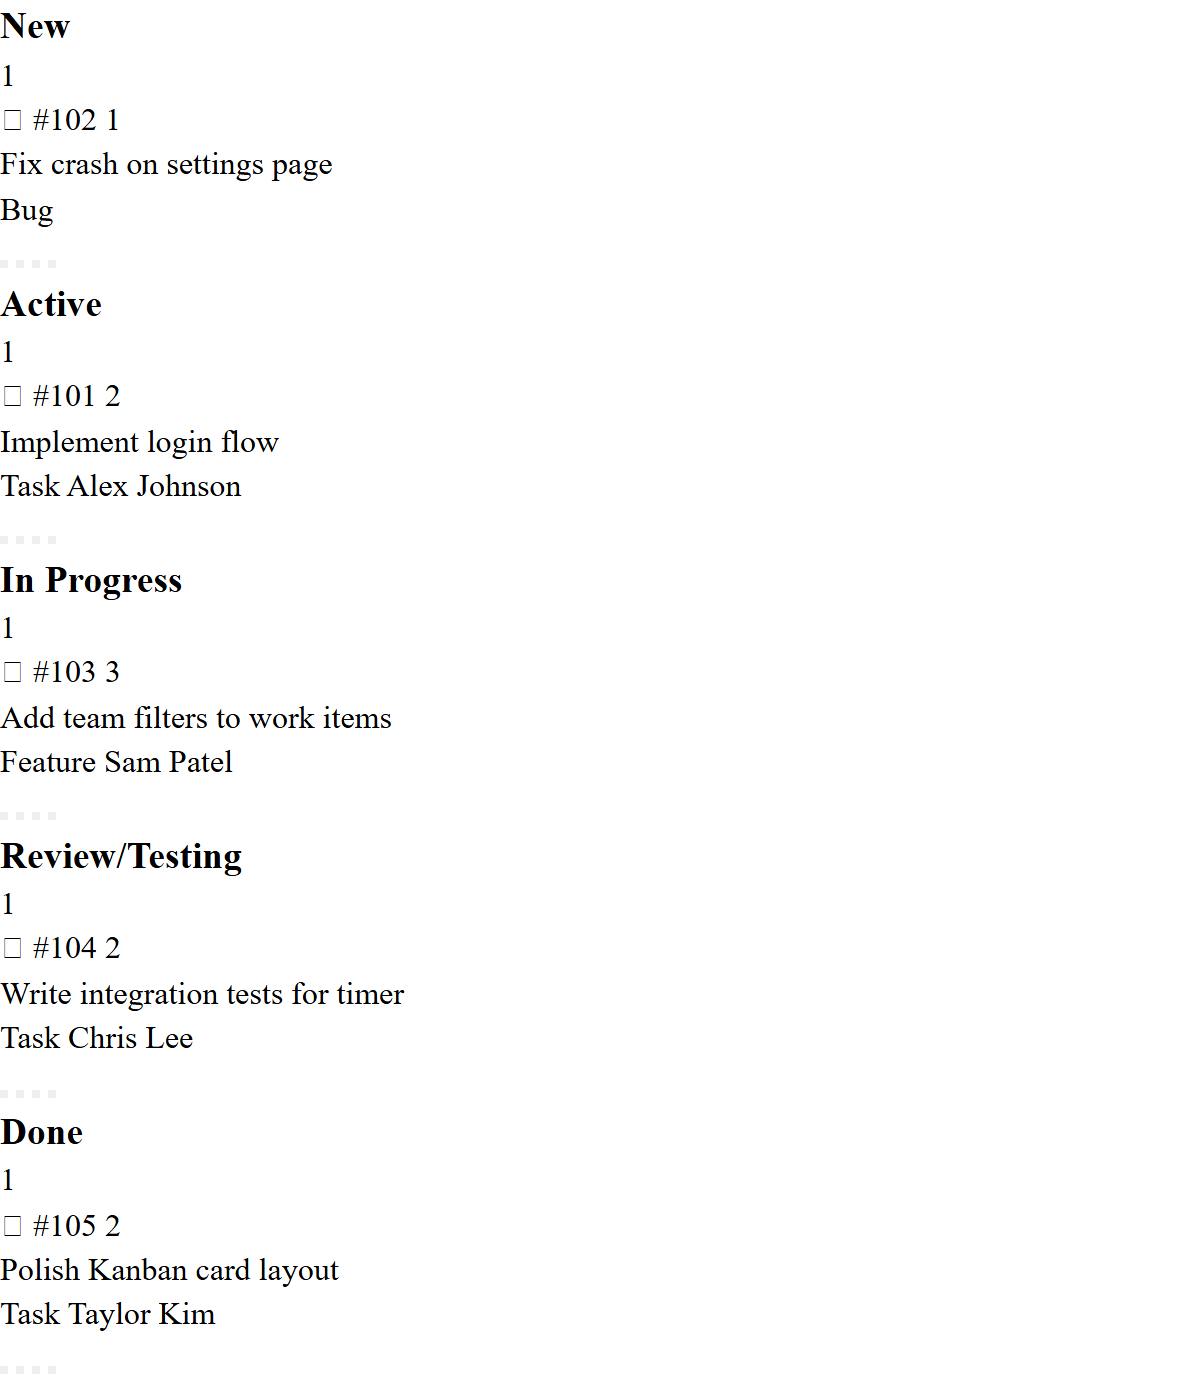 New
1
#102 1
Fix crash on settings page
Bug
Active
1
#101 2
Implement login flow
Task Alex Johnson
In Progress
1
#103 3
Add team filters to work items
Feature Sam Patel
Review/Testing
1
#104 2
Write integration tests for timer
Task Chris Lee
Done
1
#105 2
Polish Kanban card layout
Task Taylor Kim